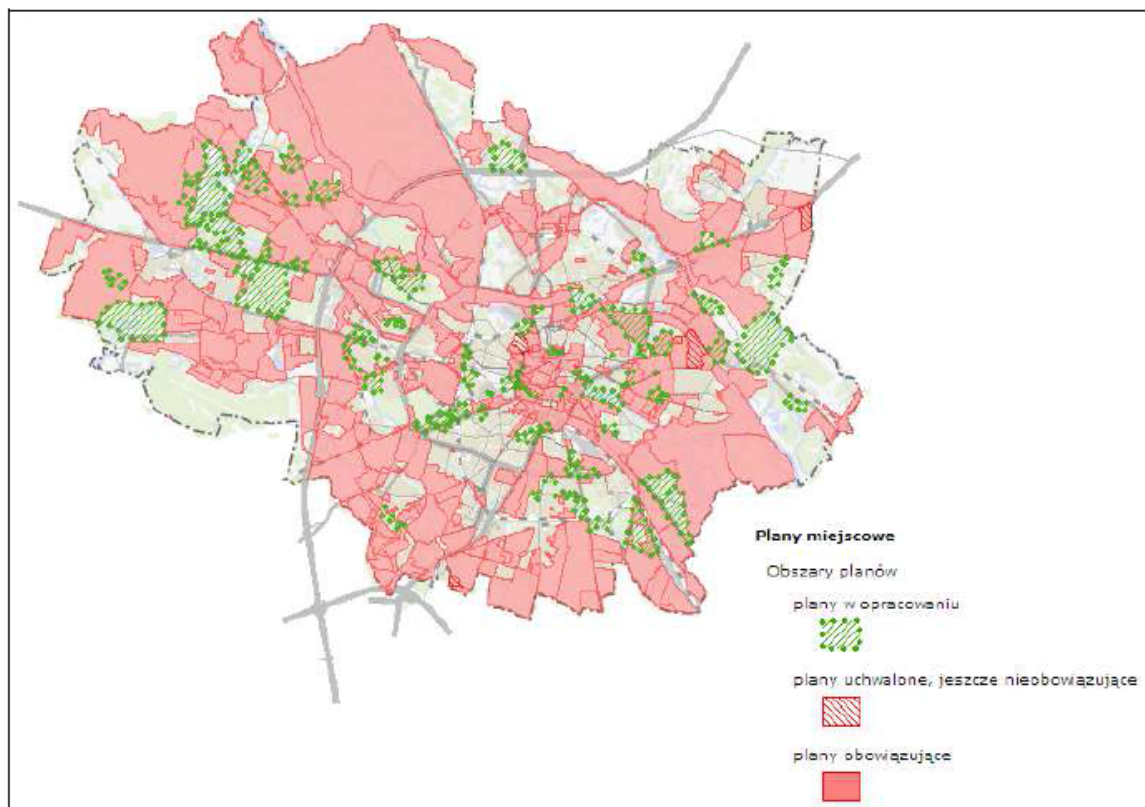 Plany miejscowe
Obszary planów
plany w opracowaniu
plany uchwalone, jeszcze nieobowiązujące
plany obowiązujące